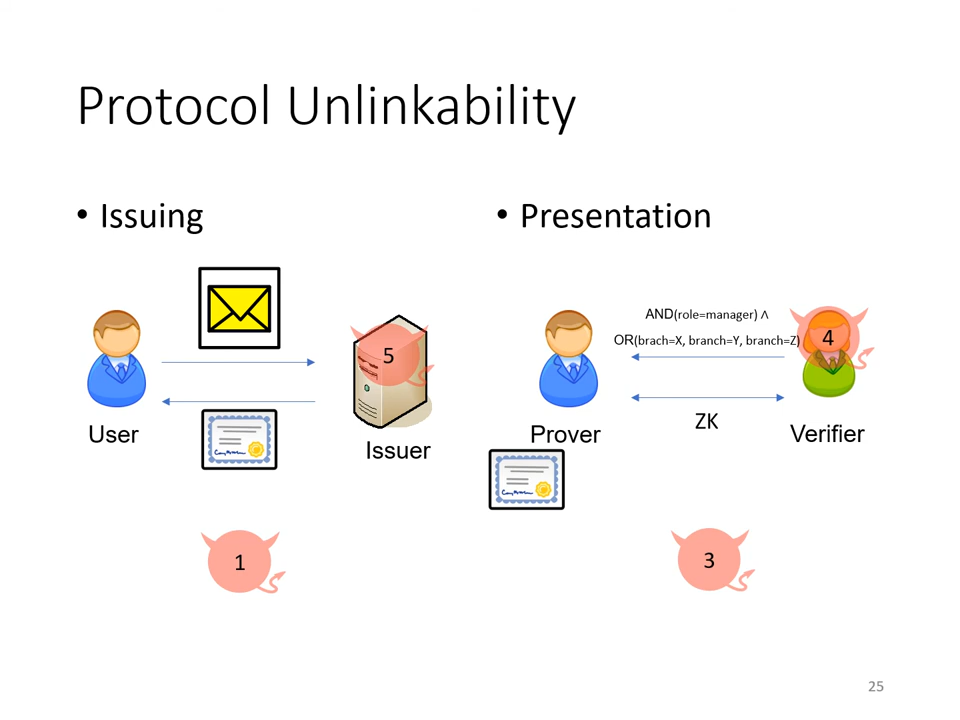 Protocol Unlinkability
• Issuing
• Presentation
User
5
Issuer
1
AND(role=manager) ∧
OR(brach=X, branch=Y, branch=Z)
4
ZK
Prover
Verifier
3
25